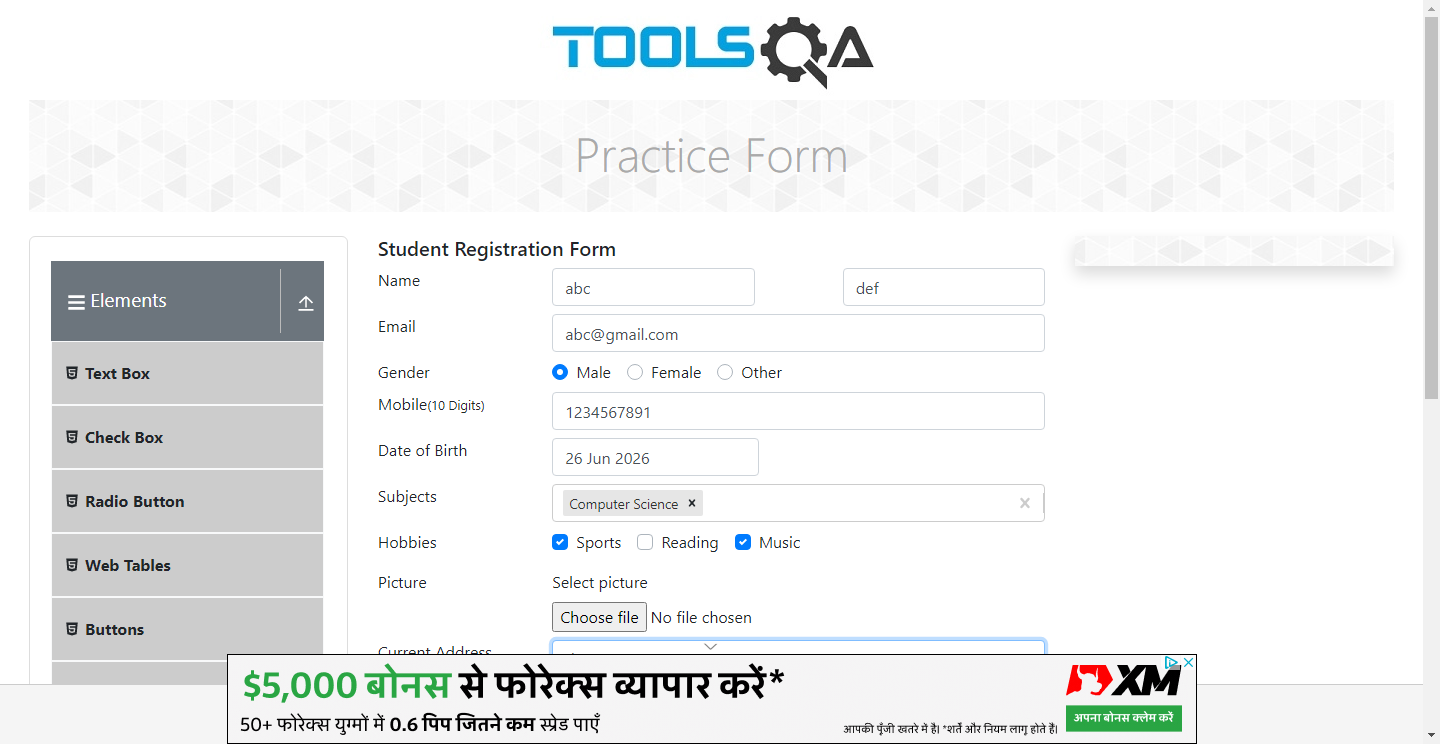 TOOLSQA
Practice Form
Elements
Text Box
Check Box
Radio Button
Web Tables
Buttons
Student Registration Form
Name abc def
Email abc@gmail.com
Gender Male Female Other
Mobile(10 Digits) 1234567891
Date of Birth 26 Jun 2026
Subjects Computer Science ×
Hobbies Sports Reading Music
Picture Select picture
Choose file No file chosen
Current Address
$5,000 बोनस से फोरेक्स व्यापार करें*
50+ फोरेक्स युग्मों में 0.6 पिप जितने कम स्प्रेड पाएँ
आपकी पूँजी खतरे में है। *शर्तें और नियम लागू होते हैं।
XM
अपना बोनस क्लेम करें